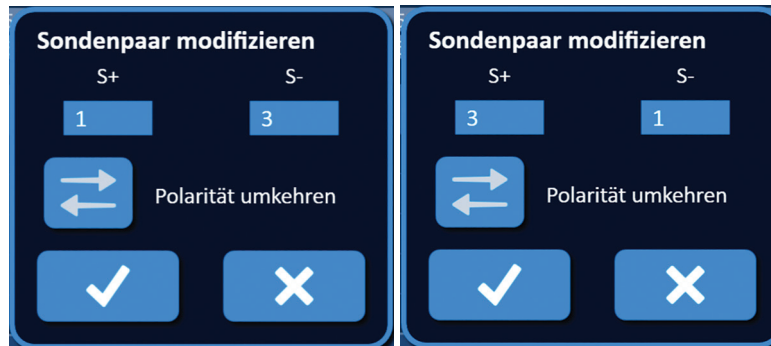 Sondenpaar modifizieren
S+ S-
1 3
Polarität umkehren
Sondenpaar modifizieren
S+ S-
3 1
Polarität umkehren